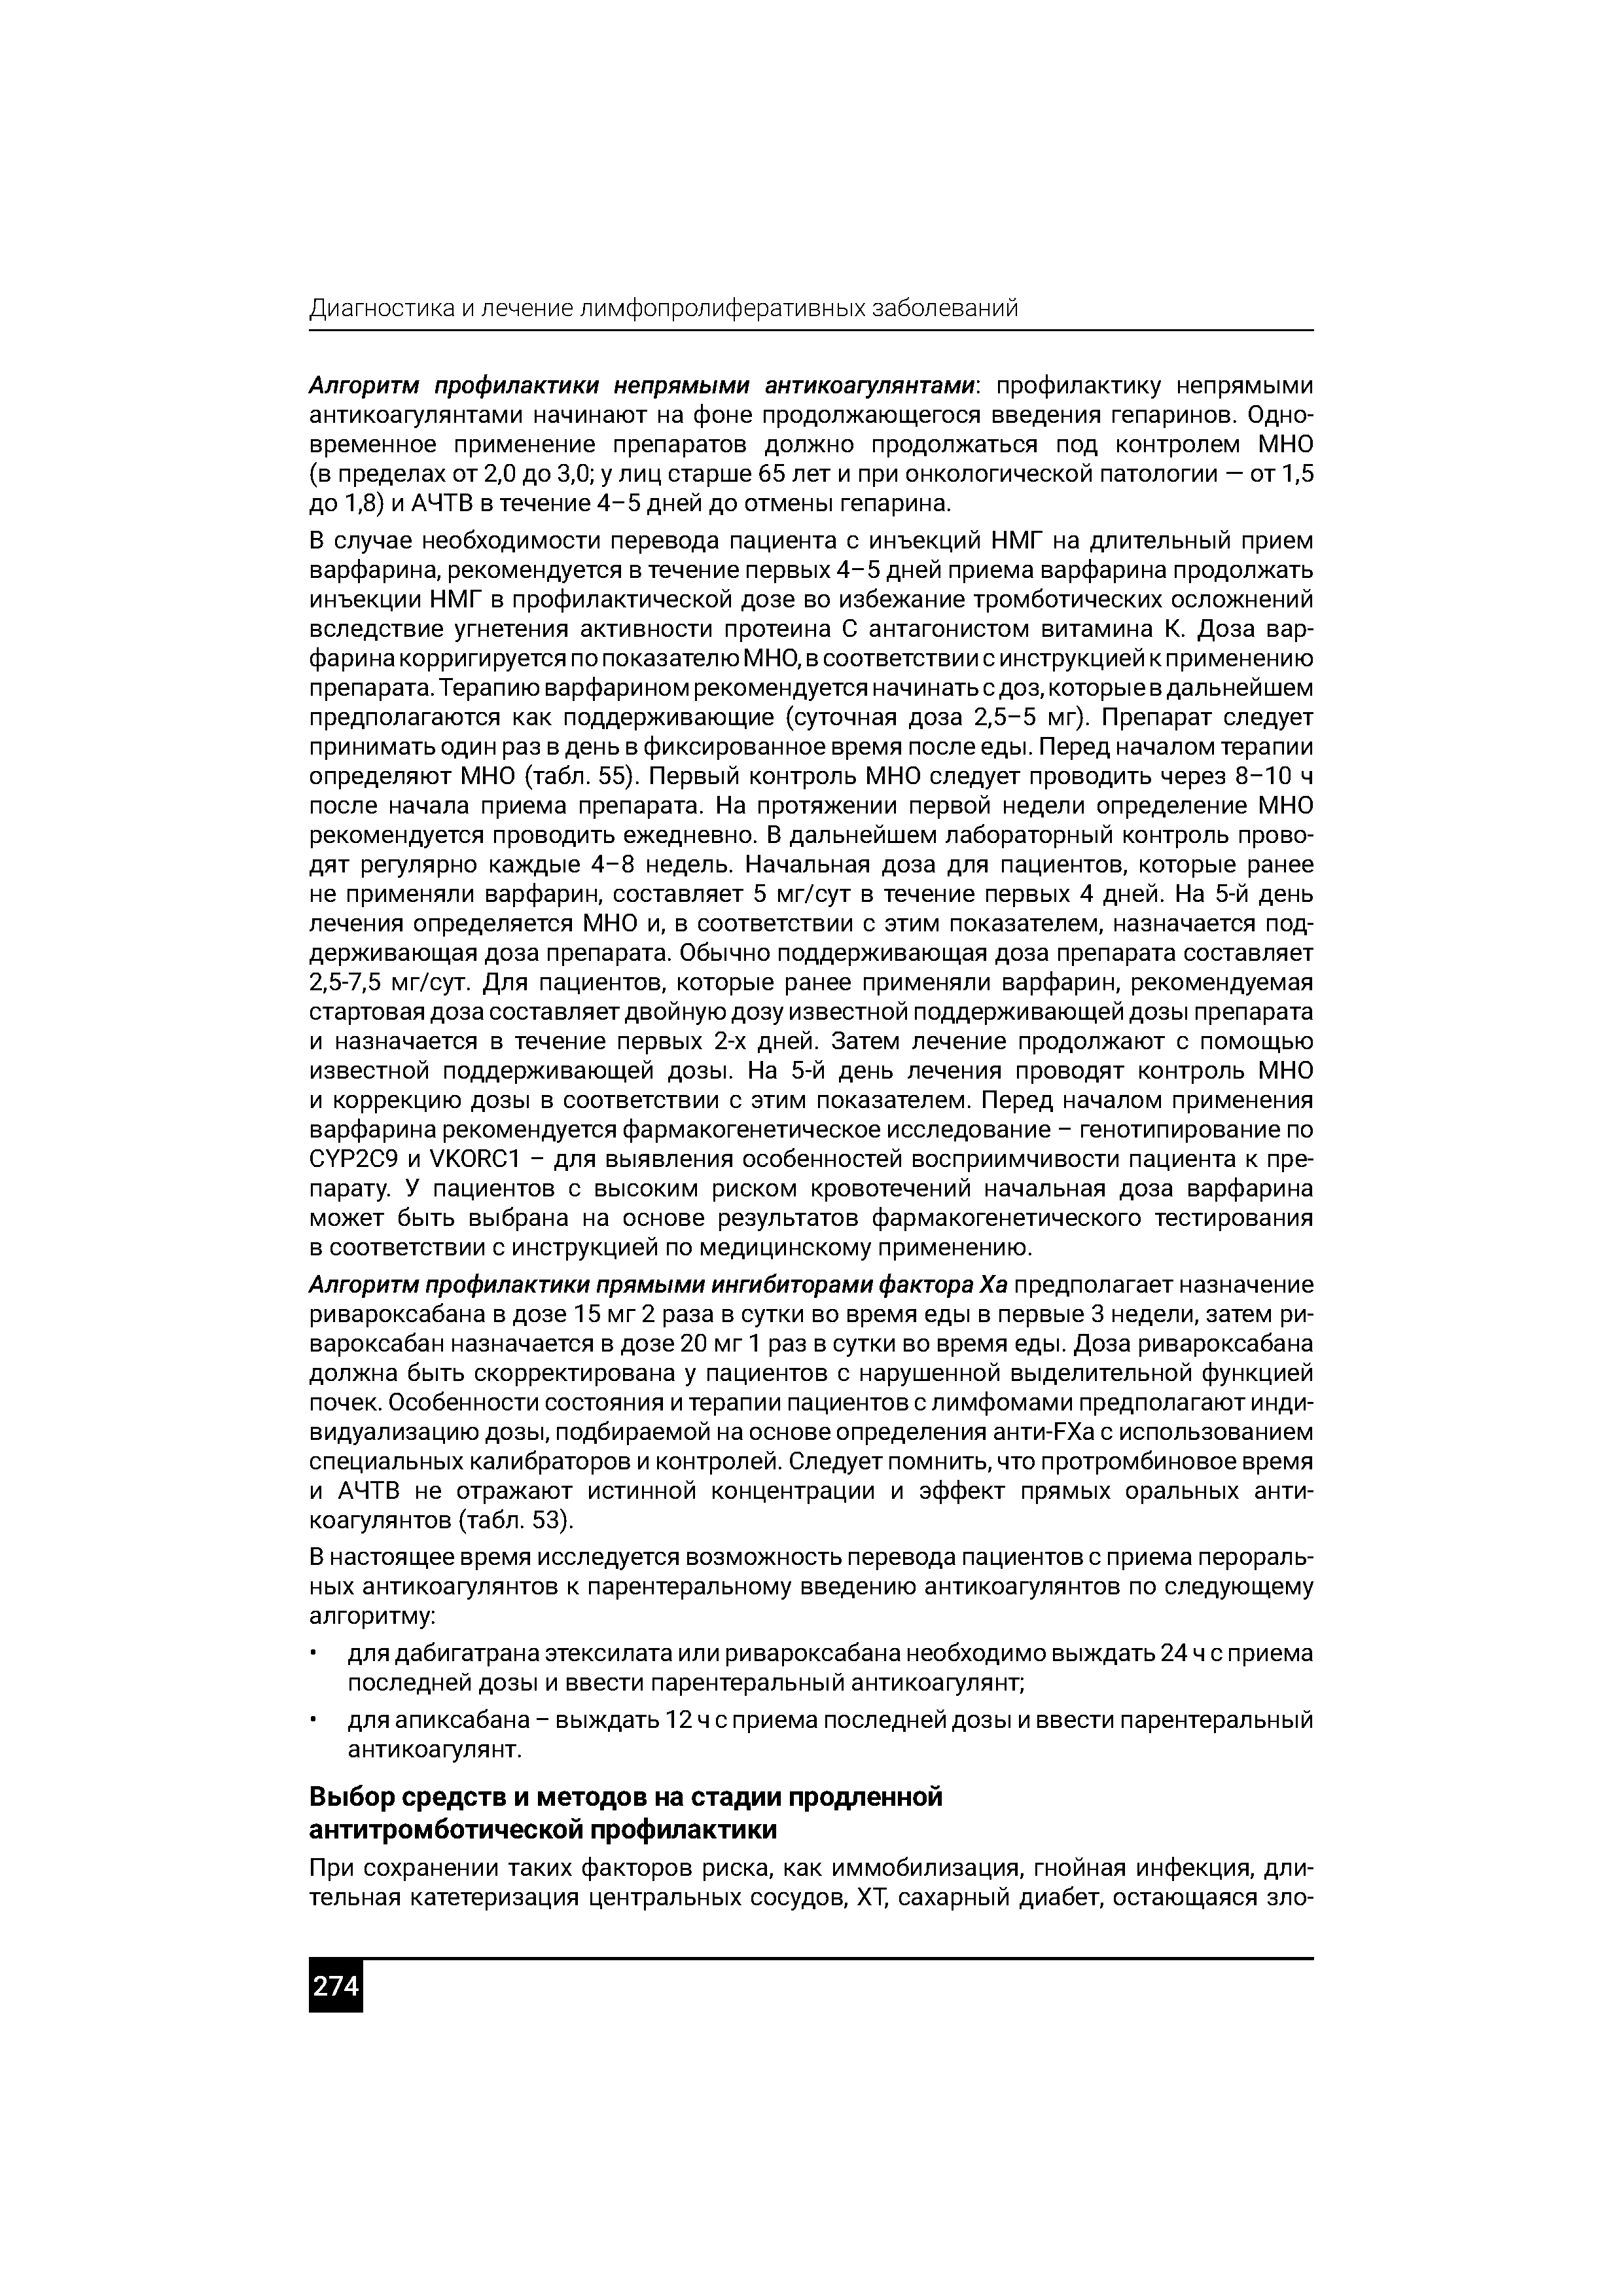 Диагностика и лечение лимфопролиферативных заболеваний
Алгоритм профилактики непрямыми антикоагулянтами: профилактику непрямыми
антикоагулянтами начинают на фоне продолжающегося введения гепаринов. Одно-
временное применение препаратов должно продолжаться под контролем МНО
(в пределах от 2,0 до 3,0; у лиц старше 65 лет и при онкологической патологии — от 1,5
до 1,8) и АЧТВ в течение 4–5 дней до отмены гепарина.
В случае необходимости перевода пациента с инъекций НМГ на длительный прием
варфарина, рекомендуется в течение первых 4–5 дней приема варфарина продолжать
инъекции НМГ в профилактической дозе во избежание тромботических осложнений
вследствие угнетения активности протеина С антагонистом витамина К. Доза вар-
фарина корригируется по показателю МНО, в соответствии с инструкцией к применению
препарата. Терапию варфарином рекомендуется начинать с доз, которые в дальнейшем
предполагаются как поддерживающие (суточная доза 2,5–5 мг). Препарат следует
принимать один раз в день в фиксированное время после еды. Перед началом терапии
определяют МНО (табл. 55). Первый контроль МНО следует проводить через 8–10 ч
после начала приема препарата. На протяжении первой недели определение МНО
рекомендуется проводить ежедневно. В дальнейшем лабораторный контроль прово-
дят регулярно каждые 4–8 недель. Начальная доза для пациентов, которые ранее
не применяли варфарин, составляет 5 мг/сут в течение первых 4 дней. На 5-й день
лечения определяется МНО и, в соответствии с этим показателем, назначается под-
держивающая доза препарата. Обычно поддерживающая доза препарата составляет
2,5-7,5 мг/сут. Для пациентов, которые ранее применяли варфарин, рекомендуемая
стартовая доза составляет двойную дозу известной поддерживающей дозы препарата
и назначается в течение первых 2-х дней. Затем лечение продолжают с помощью
известной поддерживающей дозы. На 5-й день лечения проводят контроль МНО
и коррекцию дозы в соответствии с этим показателем. Перед началом применения
варфарина рекомендуется фармакогенетическое исследование – генотипирование по
CYP2C9 и VKORC1 – для выявления особенностей восприимчивости пациента к пре-
парату. У пациентов с высоким риском кровотечений начальная доза варфарина
может быть выбрана на основе результатов фармакогенетического тестирования
в соответствии с инструкцией по медицинскому применению.
Алгоритм профилактики прямыми ингибиторами фактора Ха предполагает назначение
ривароксабана в дозе 15 мг 2 раза в сутки во время еды в первые 3 недели, затем ри-
вароксабан назначается в дозе 20 мг 1 раз в сутки во время еды. Доза ривароксабана
должна быть скорректирована у пациентов с нарушенной выделительной функцией
почек. Особенности состояния и терапии пациентов с лимфомами предполагают инди-
видуализацию дозы, подбираемой на основе определения анти-FXa с использованием
специальных калибраторов и контролей. Следует помнить, что протромбиновое время
и АЧТВ не отражают истинной концентрации и эффект прямых оральных анти-
коагулянтов (табл. 53).
В настоящее время исследуется возможность перевода пациентов с приема перораль-
ных антикоагулянтов к парентеральному введению антикоагулянтов по следующему
алгоритму:
• для дабигатрана этексилата или ривароксабана необходимо выждать 24 ч с приема
последней дозы и ввести парентеральный антикоагулянт;
• для апиксабана – выждать 12 ч с приема последней дозы и ввести парентеральный
антикоагулянт.
Выбор средств и методов на стадии продленной
антитромботической профилактики
При сохранении таких факторов риска, как иммобилизация, гнойная инфекция, дли-
тельная катетеризация центральных сосудов, ХТ, сахарный диабет, остающаяся зло-
274